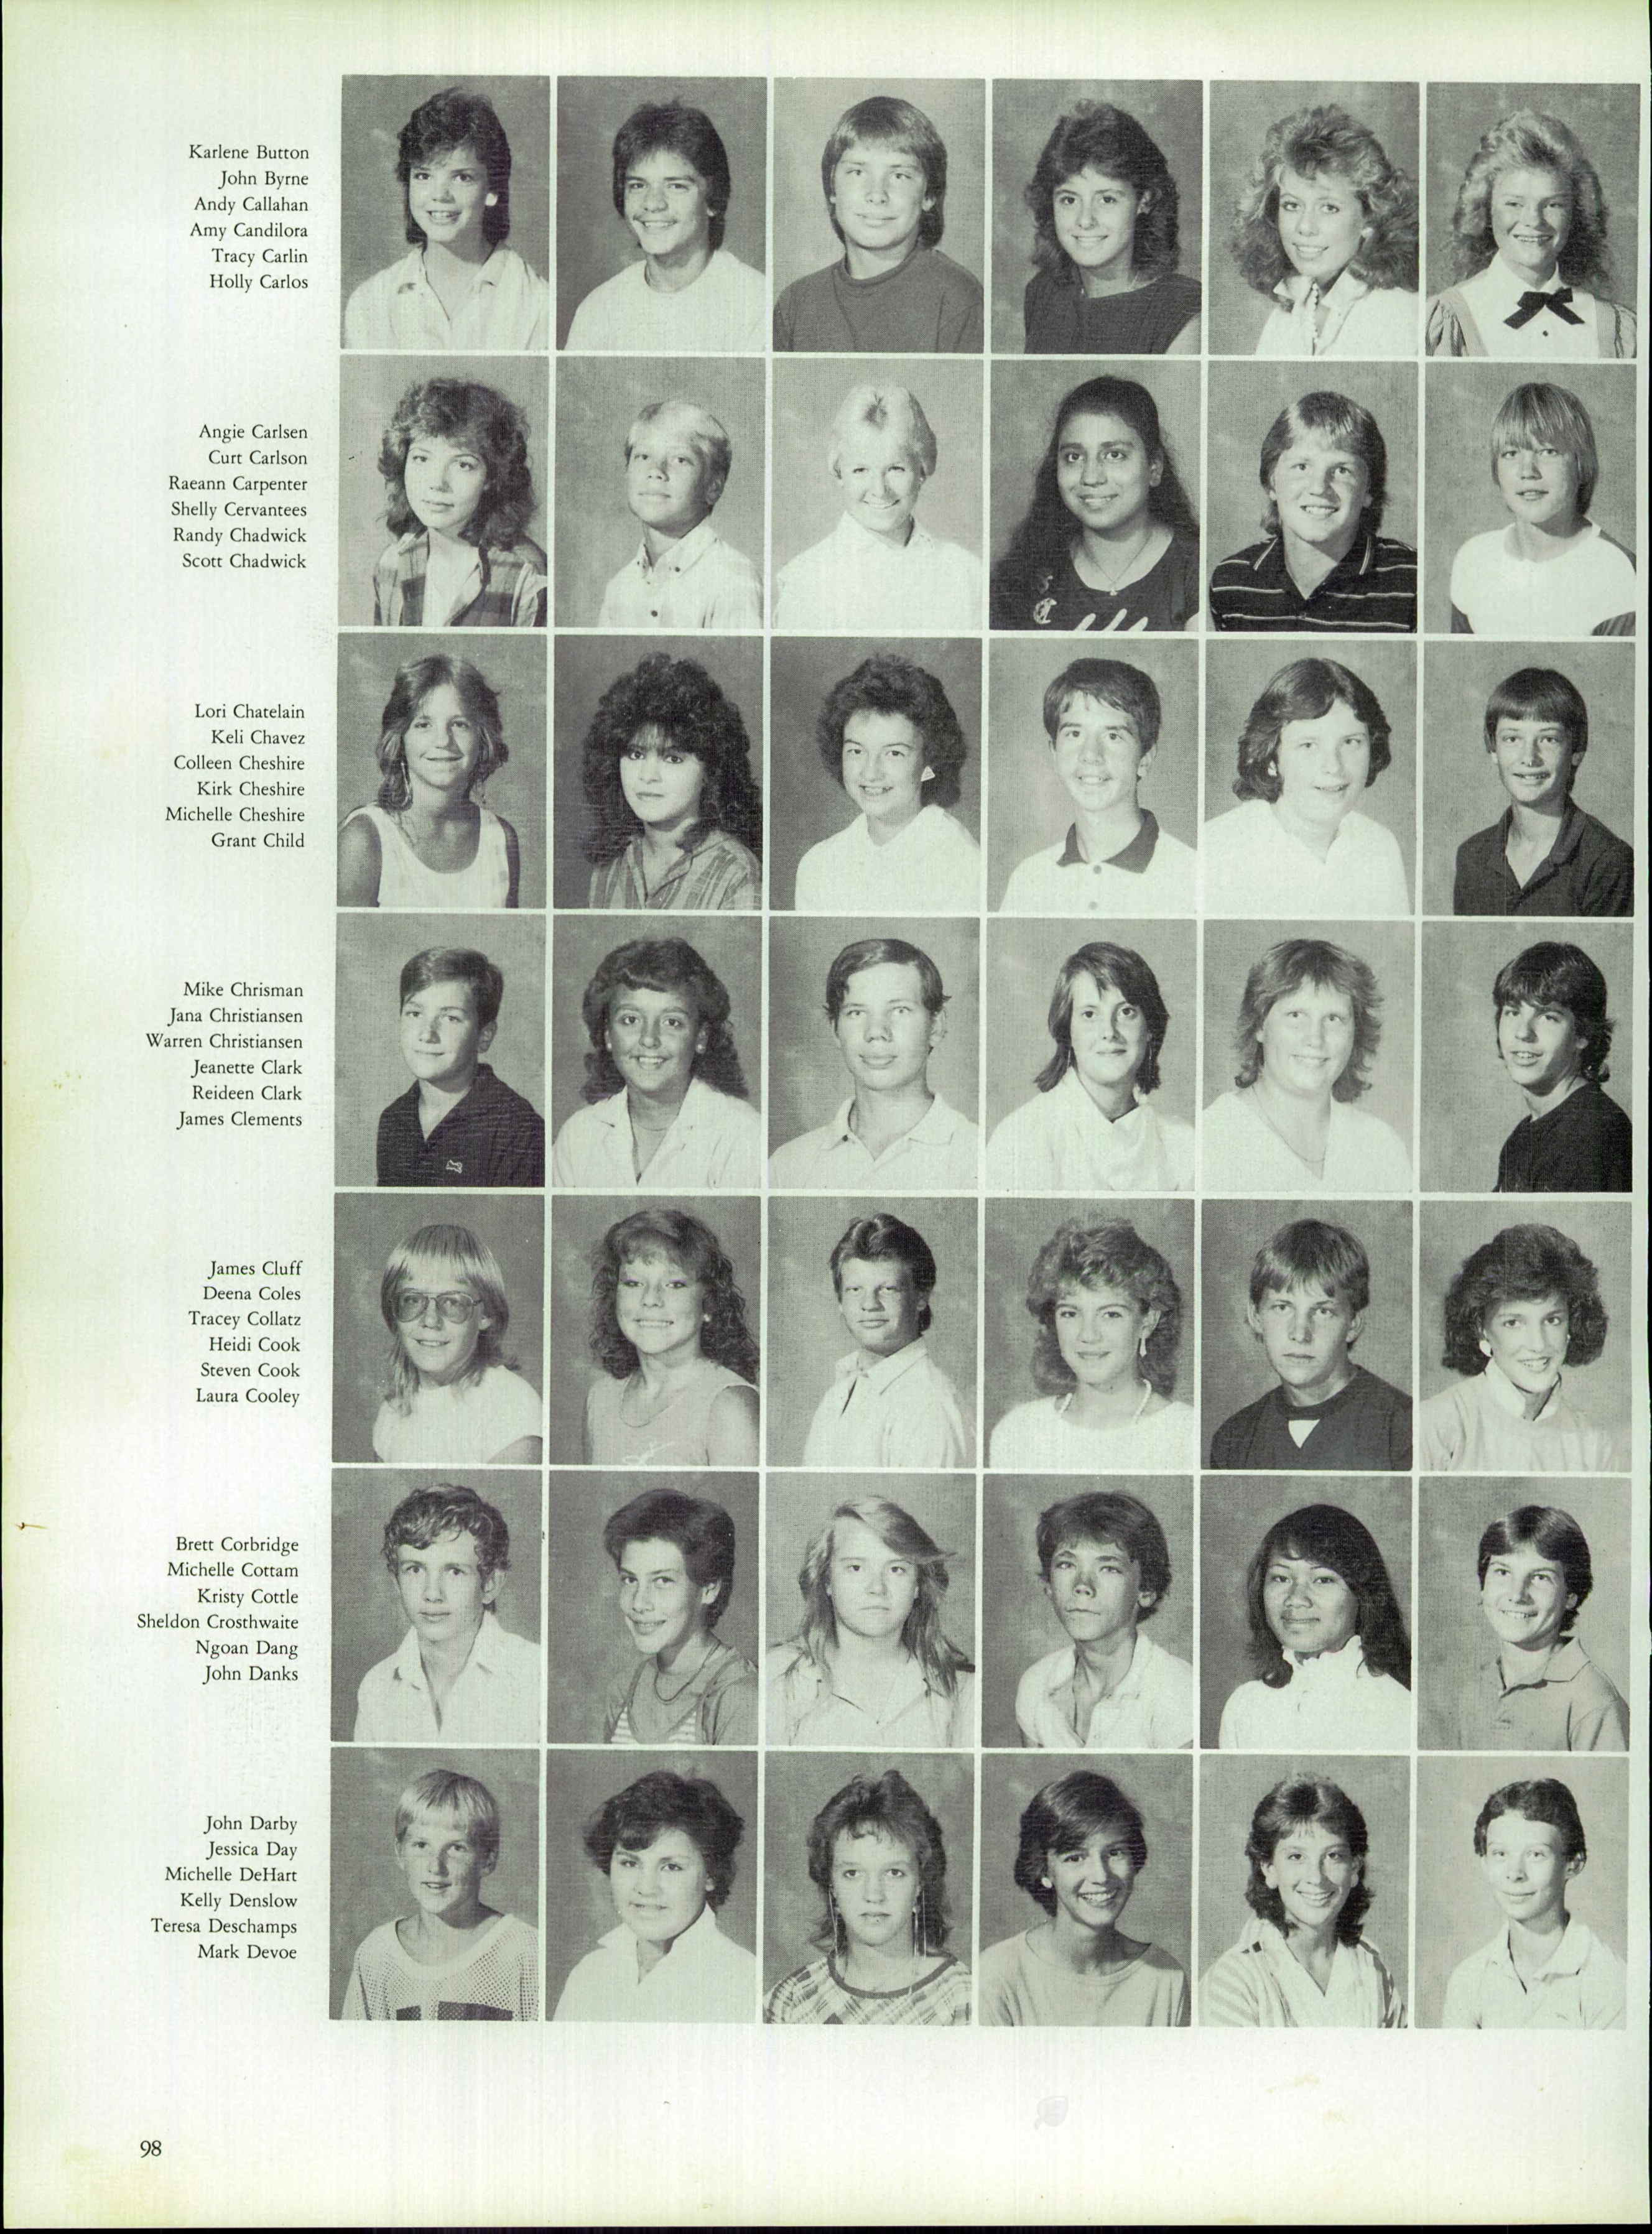 Karlene Button
John Byrne
Andy Callahan
Amy Candilora
Tracy Carlin
Holly Carlos
Angie Carlsen
Curt Carlson
Raeann Carpenter
Shelly Cervantees
Randy Chadwick
Scott Chadwick
Lori Chatelain
Keli Chavez
Colleen Cheshire
Kirk Cheshire
Michelle Cheshire
Grant Child
Mike Chrisman
Jana Christiansen
Warren Christiansen
Jeanette Clark
Reideen Clark
James Clements
James Cluff
Deena Coles
Tracey Collatz
Heidi Cook
Steven Cook
Laura Cooley
Brett Corbridge
Michelle Cottam
Kristy Cottle
Sheldon Crosthwaite
Ngoan Dang
John Danks
John Darby
Jessica Day
Michelle DeHart
Kelly Denslow
Teresa Deschamps
Mark Devoe
98